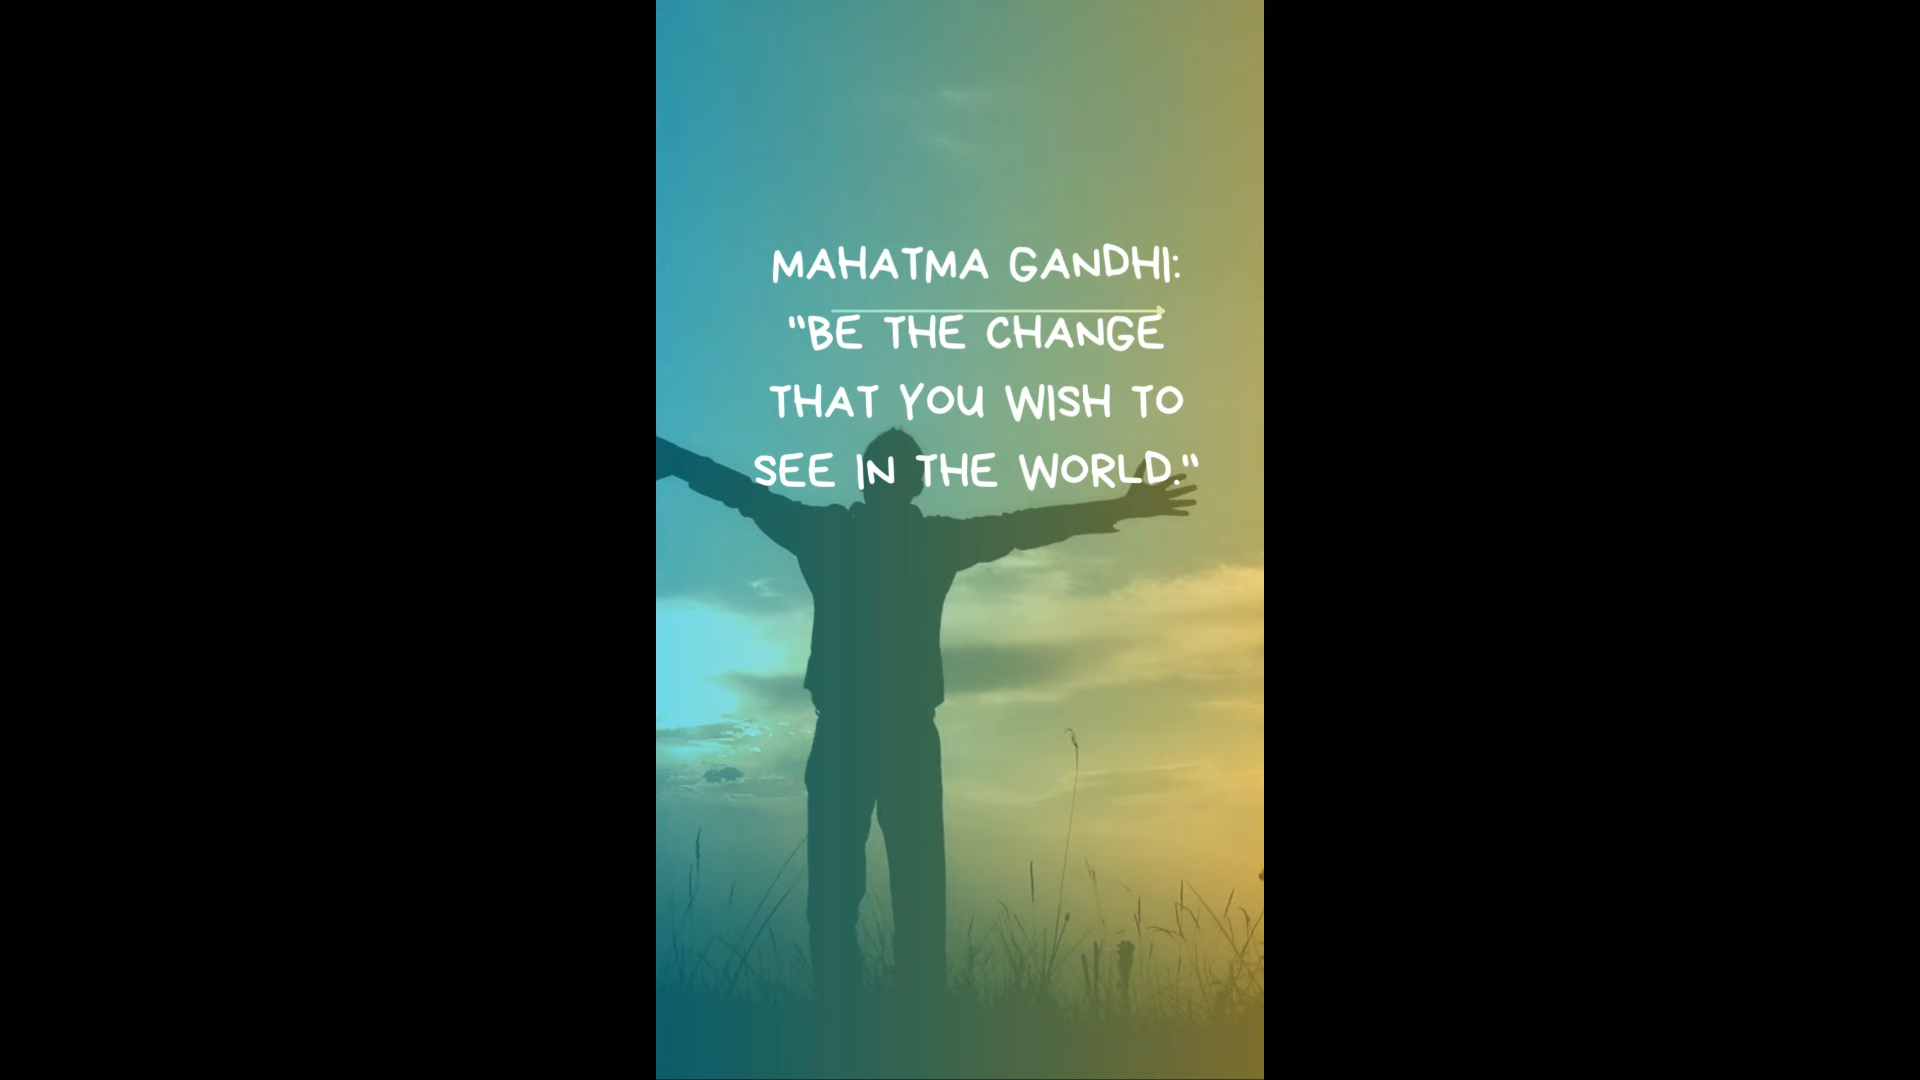 MAHATMA GANDHI:
"BE THE CHANGE
THAT YOU WISH TO
SEE IN THE WORLD."